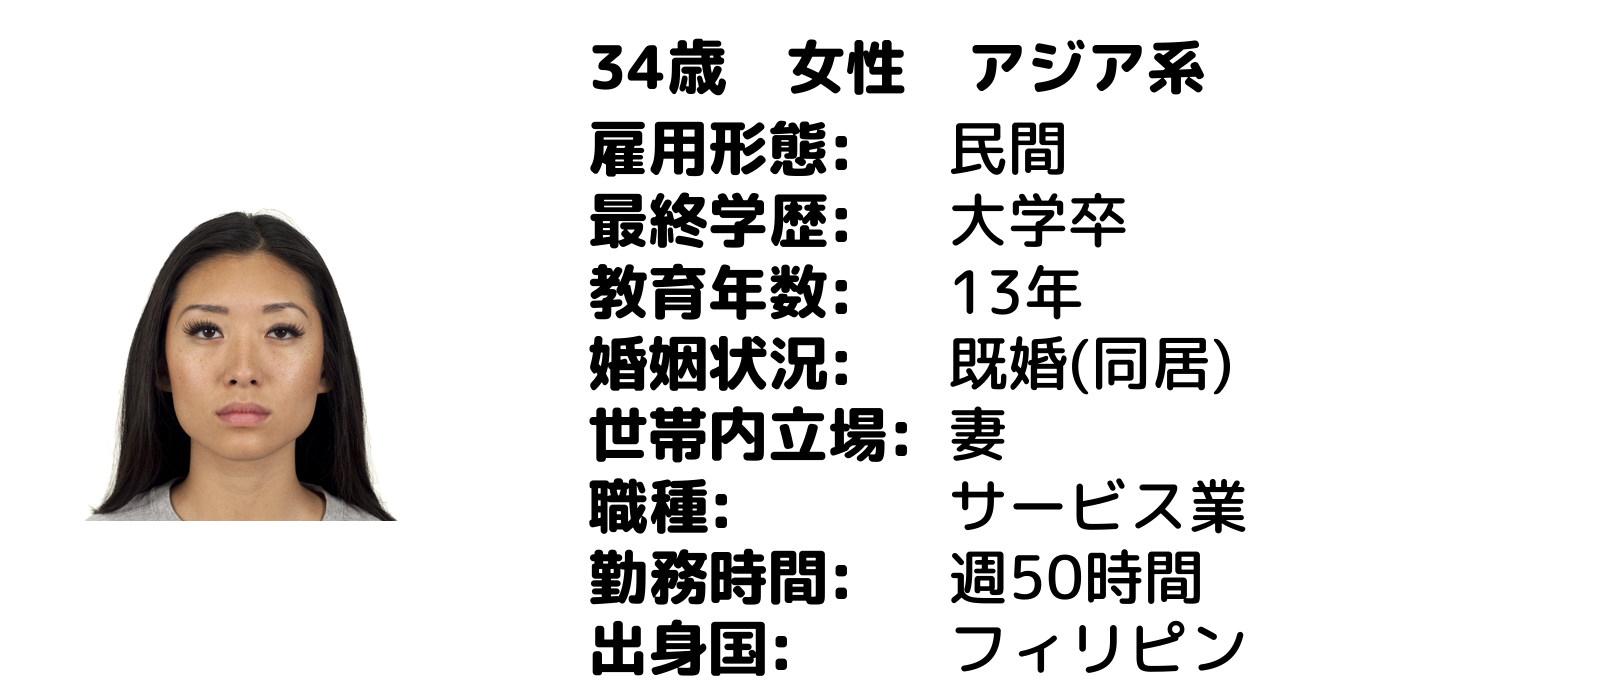 34歳　女性　アジア系
雇用形態:　民間
最終学歴:　大学卒
教育年数:　13年
婚姻状況:　既婚(同居)
世帯内立場:　妻
職種:　サービス業
勤務時間:　週50時間
出身国:　フィリピン